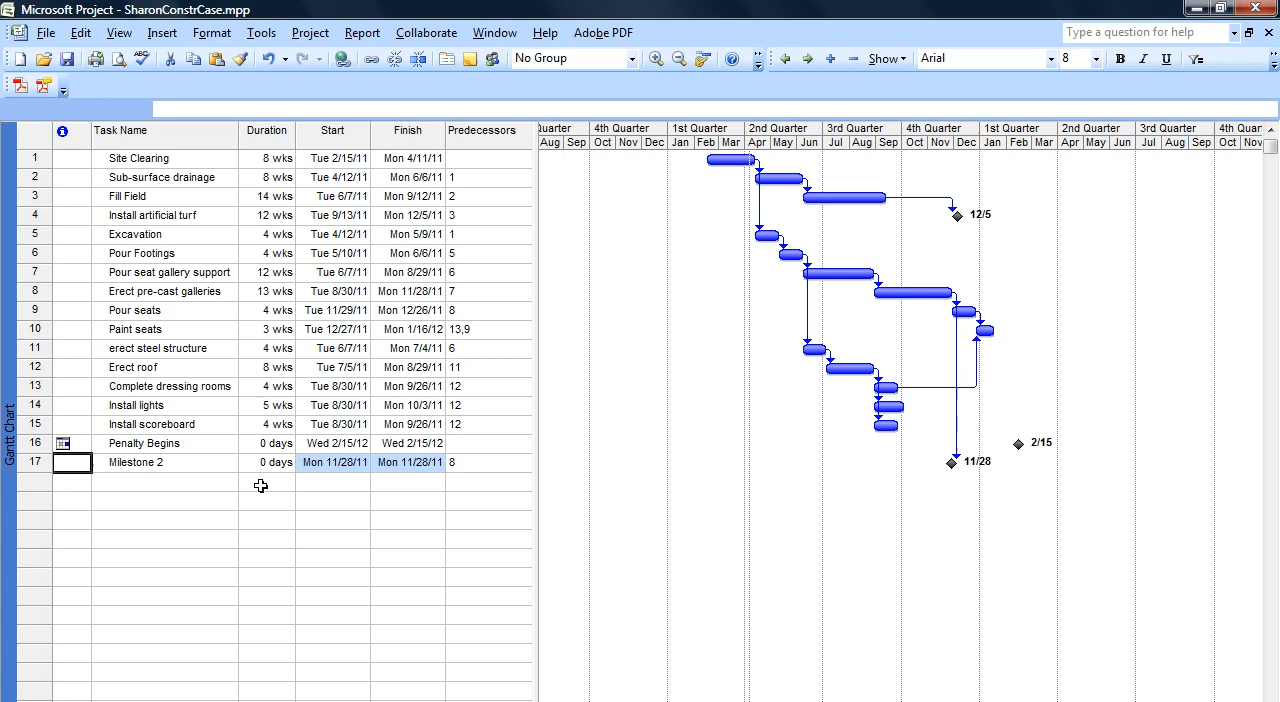 Microsoft Project - SharonConstrCase.mpp
File Edit View Insert Format Tools Project Report Collaborate Window Help Adobe PDF Type a question for help
No Group Show Arial 8 B I U
Task Name Duration Start Finish Predecessors
Quarter 4th Quarter 1st Quarter 2nd Quarter 3rd Quarter 4th Quarter 1st Quarter 2nd Quarter 3rd Quarter 4th Quar
Aug Sep Oct Nov Dec Jan Feb Mar Apr May Jun Jul Aug Sep Oct Nov Dec Jan Feb Mar Apr May Jun Jul Aug Sep Oct Nov
1 Site Clearing 8 wks Tue 2/15/11 Mon 4/11/11
2 Sub-surface drainage 8 wks Tue 4/12/11 Mon 6/6/11 1
3 Fill Field 14 wks Tue 6/7/11 Mon 9/12/11 2
4 Install artificial turf 12 wks Tue 9/13/11 Mon 12/5/11 3 12/5
5 Excavation 4 wks Tue 4/12/11 Mon 5/9/11 1
6 Pour Footings 4 wks Tue 5/10/11 Mon 6/6/11 5
7 Pour seat gallery support 12 wks Tue 6/7/11 Mon 8/29/11 6
8 Erect pre-cast galleries 13 wks Tue 8/30/11 Mon 11/28/11 7
9 Pour seats 4 wks Tue 11/29/11 Mon 12/26/11 8
10 Paint seats 3 wks Tue 12/27/11 Mon 1/16/12 13,9
11 erect steel structure 4 wks Tue 6/7/11 Mon 7/4/11 6
12 Erect roof 8 wks Tue 7/5/11 Mon 8/29/11 11
13 Complete dressing rooms 4 wks Tue 8/30/11 Mon 9/26/11 12
14 Install lights 5 wks Tue 8/30/11 Mon 10/3/11 12
15 Install scoreboard 4 wks Tue 8/30/11 Mon 9/26/11 12
16 Penalty Begins 0 days Wed 2/15/12 Wed 2/15/12 2/15
17 Milestone 2 0 days Mon 11/28/11 Mon 11/28/11 8 11/28
Gantt Chart